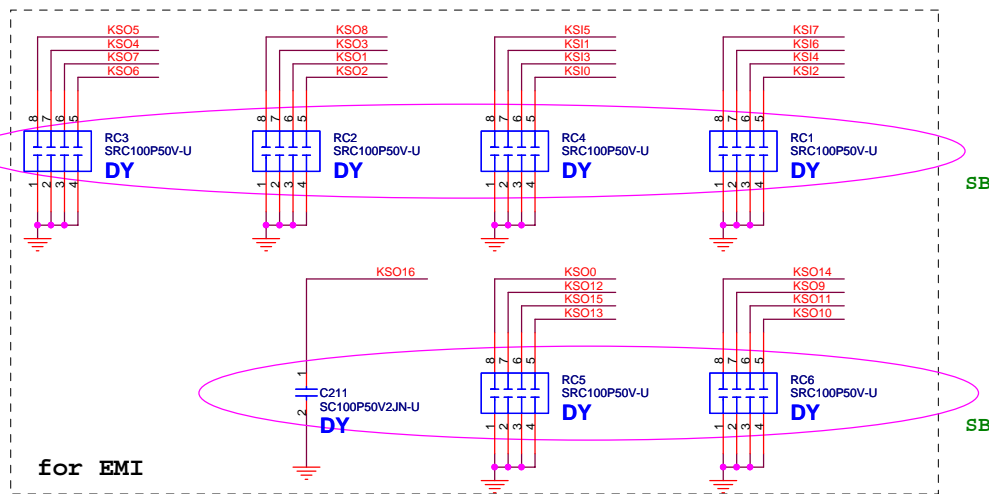 KSO5 KSO8 KSI5 KSI7
KSO4 KSO3 KSI1 KSI6
KSO7 KSO1 KSI3 KSI4
KSO6 KSO2 KSI0 KSI2
8 7 6 5 8 7 6 5 8 7 6 5 8 7 6 5
RC3 RC2 RC4 RC1
SRC100P50V-U SRC100P50V-U SRC100P50V-U SRC100P50V-U
DY DY DY DY
1 2 3 4 1 2 3 4 1 2 3 4 1 2 3 4
SB
KSO16 KSO0 KSO14
KSO12 KSO9
KSO15 KSO11
KSO13 KSO10
1 8 7 6 5 8 7 6 5
C211 RC5 RC6
SC100P50V2JN-U SRC100P50V-U SRC100P50V-U
DY DY DY
2 1 2 3 4 1 2 3 4
SB
for EMI